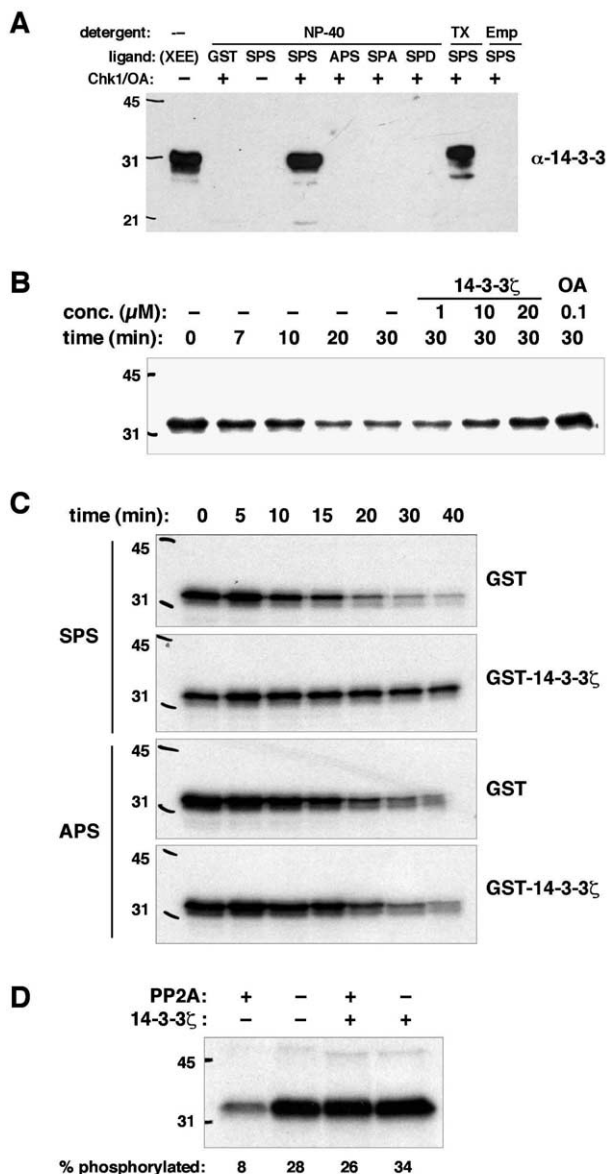 A
detergent: -- NP-40 TX Emp
ligand: (XEE) GST SPS SPS APS SPA SPD SPS SPS
Chk1/OA: – + – + + + + + +
45
31
21
α-14-3-3
B
14-3-3ζ OA
conc. (µM): – – – – – 1 10 20 0.1
time (min): 0 7 10 20 30 30 30 30 30
45
31
C
time (min): 0 5 10 15 20 30 40
SPS
45
31
GST
45
31
GST-14-3-3ζ
APS
45
31
GST
45
31
GST-14-3-3ζ
D
PP2A: + – + –
14-3-3ζ : – – + +
45
31
% phosphorylated: 8 28 26 34